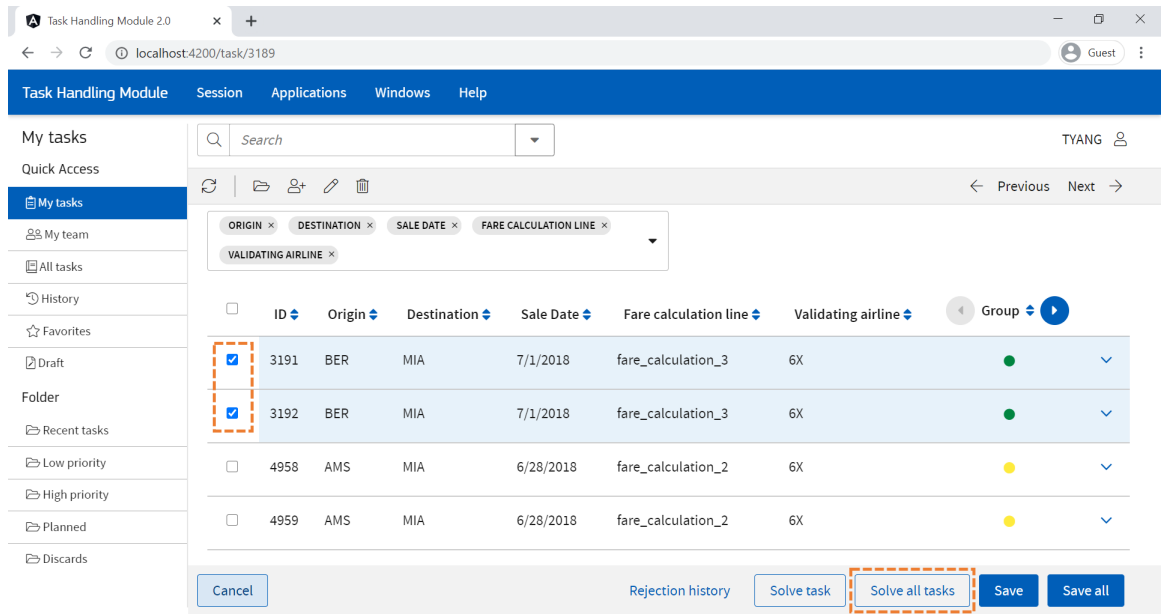 Task Handling Module 2.0
localhost:4200/task/3189
Guest
Task Handling Module Session Applications Windows Help
My tasks
Search
TYANG
Quick Access
Previous Next
My tasks
ORIGIN × DESTINATION × SALE DATE × FARE CALCULATION LINE ×
My team
VALIDATING AIRLINE ×
All tasks
History
ID Origin Destination Sale Date Fare calculation line Validating airline Group
Favorites
3191 BER MIA 7/1/2018 fare_calculation_3 6X
Draft
Folder
3192 BER MIA 7/1/2018 fare_calculation_3 6X
Recent tasks
Low priority
4958 AMS MIA 6/28/2018 fare_calculation_2 6X
High priority
4959 AMS MIA 6/28/2018 fare_calculation_2 6X
Planned
Discards
Cancel Rejection history Solve task Solve all tasks Save Save all